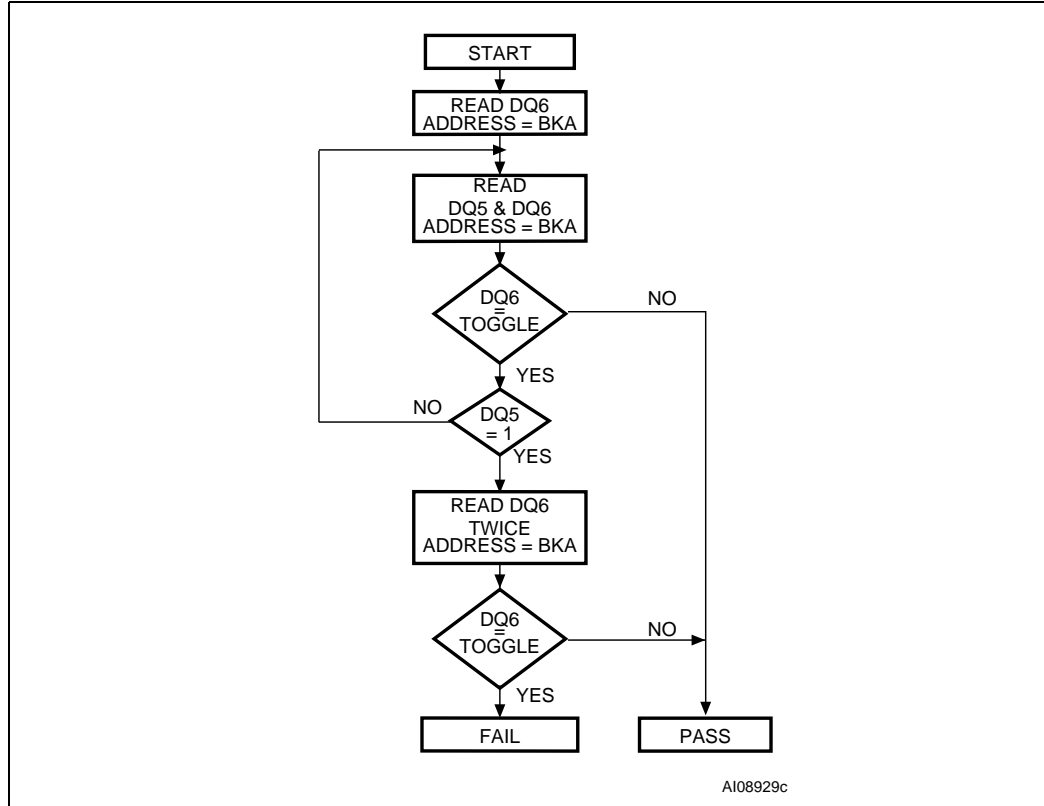 START
READ DQ6
ADDRESS = BKA
READ
DQ5 & DQ6
ADDRESS = BKA
DQ6
=
TOGGLE
NO
YES
NO
DQ5
= 1
YES
READ DQ6
TWICE
ADDRESS = BKA
DQ6
=
TOGGLE
NO
YES
FAIL
PASS
AI08929c